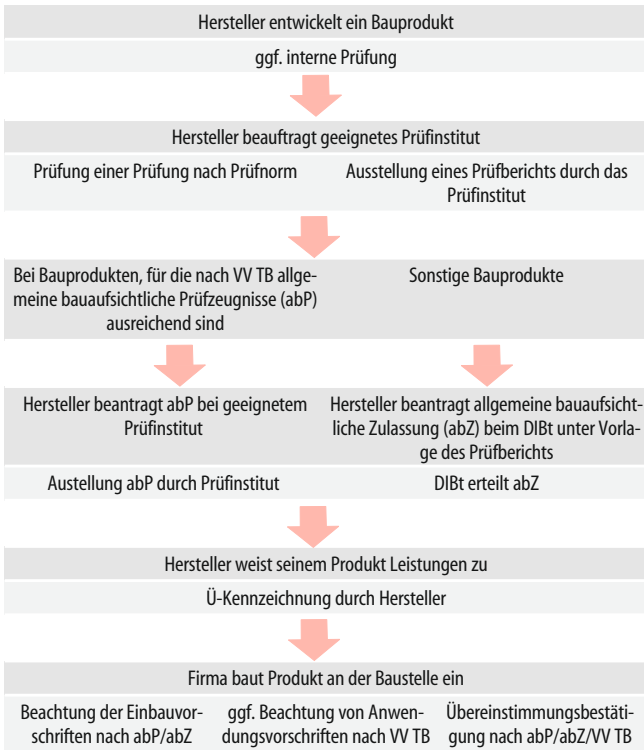 Hersteller entwickelt ein Bauprodukt
ggf. interne Prüfung
Hersteller beauftragt geeignetes Prüfinstitut
Prüfung einer Prüfung nach Prüfnorm
Ausstellung eines Prüfberichts durch das
Prüfinstitut
Bei Bauprodukten, für die nach VV TB allge-
meine bauaufsichtliche Prüfzeugnisse (abP)
ausreichend sind
Sonstige Bauprodukte
Hersteller beantragt abP bei geeignetem
Prüfinstitut
Hersteller beantragt allgemeine bauaufsicht-
liche Zulassung (abZ) beim DIBt unter Vorla-
ge des Prüfberichts
Austellung abP durch Prüfinstitut
DIBt erteilt abZ
Hersteller weist seinem Produkt Leistungen zu
Ü-Kennzeichnung durch Hersteller
Firma baut Produkt an der Baustelle ein
Beachtung der Einbauvor-
schriften nach abP/abZ
ggf. Beachtung von Anwen-
dungsvorschriften nach VV TB
Übereinstimmungsbestäti-
gung nach abP/abZ/VV TB